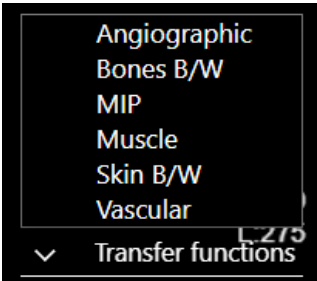 Angiographic
Bones B/W
MIP
Muscle
Skin B/W
Vascular
L:275
Transfer functions